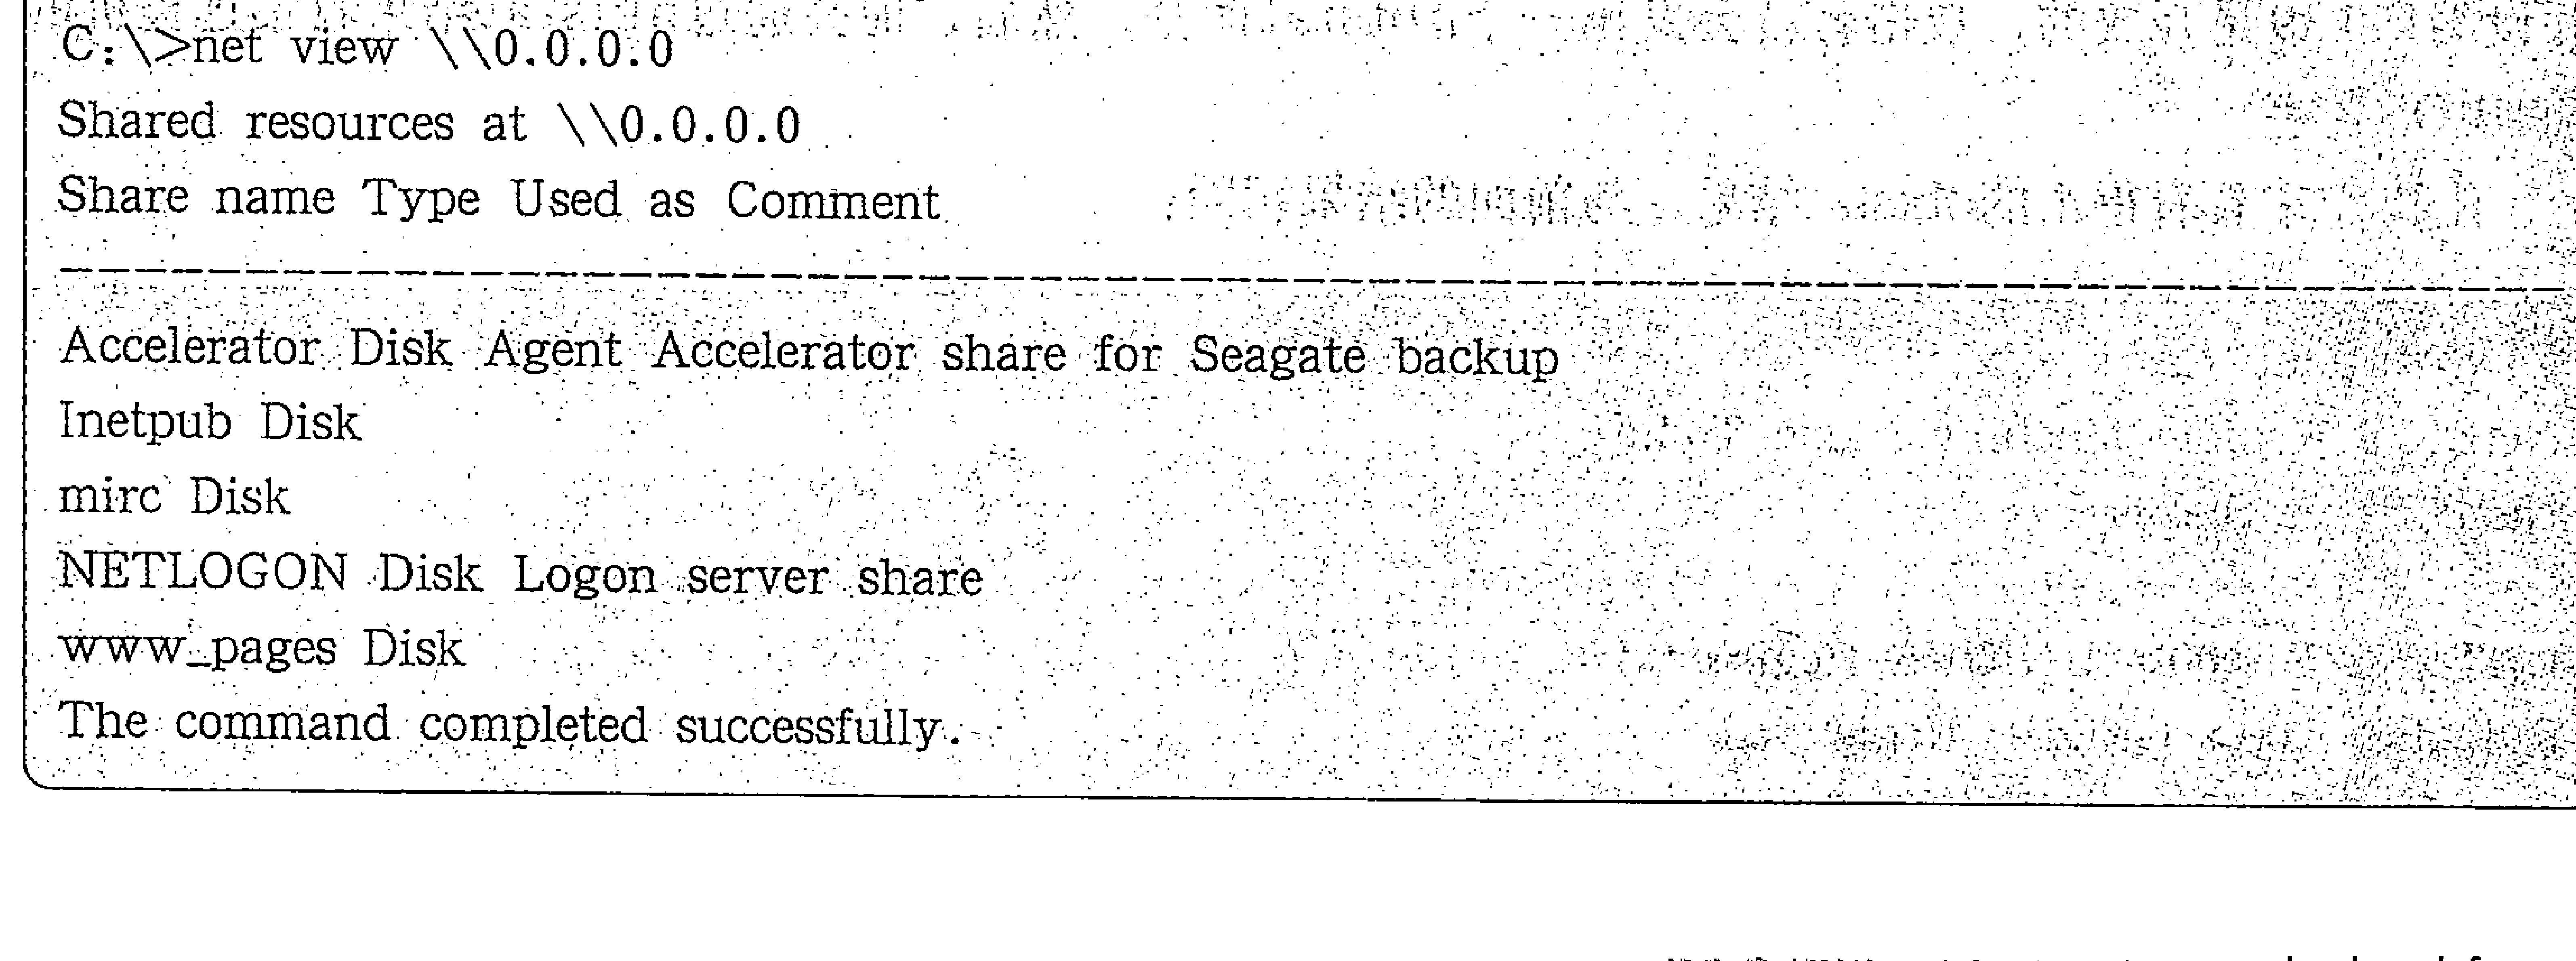 C:\>net view \\0.0.0.0
Shared resources at \\0.0.0.0
Share name Type Used as Comment
--------------------------------------------------------------------------------
Accelerator Disk Agent Accelerator share for Seagate backup
Inetpub Disk
mirc Disk
NETLOGON Disk Logon server share
www_pages Disk
The command completed successfully.